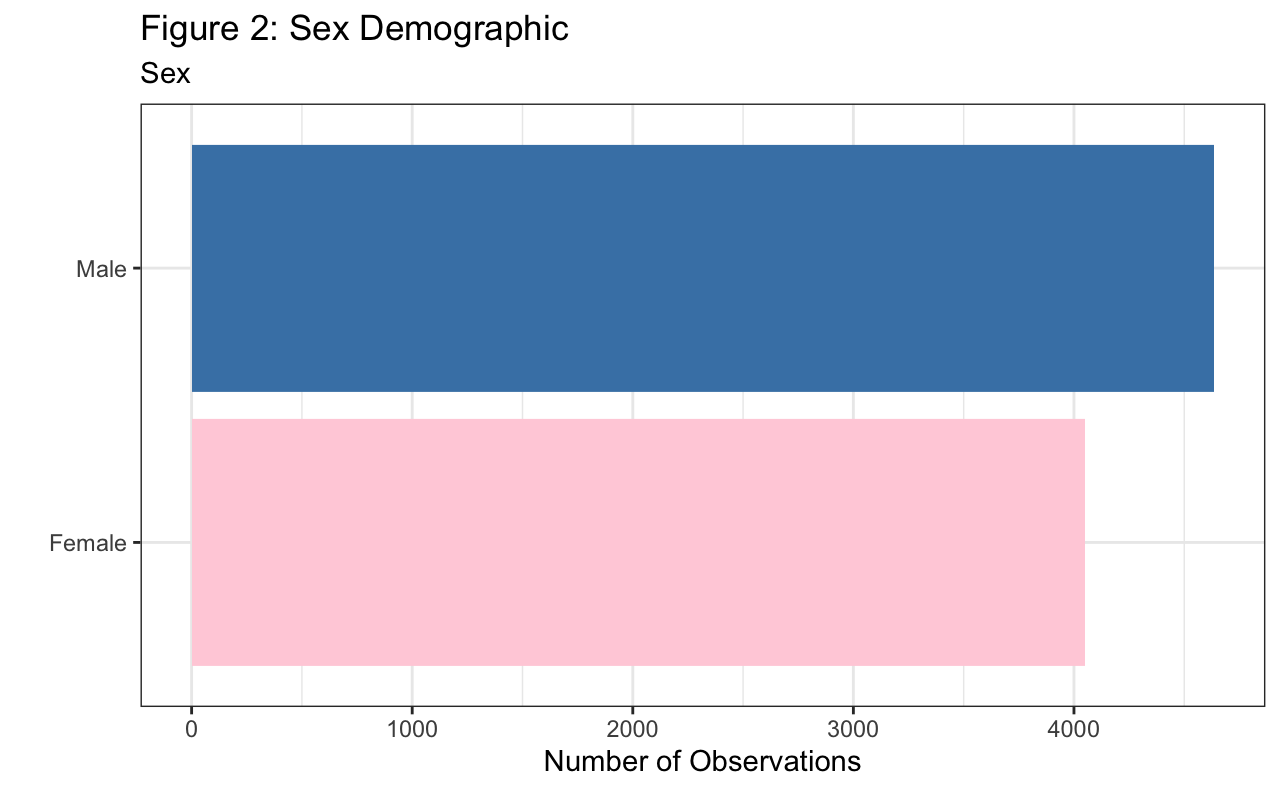 Figure 2: Sex Demographic
Sex
Male
Female
0 1000 2000 3000 4000
Number of Observations